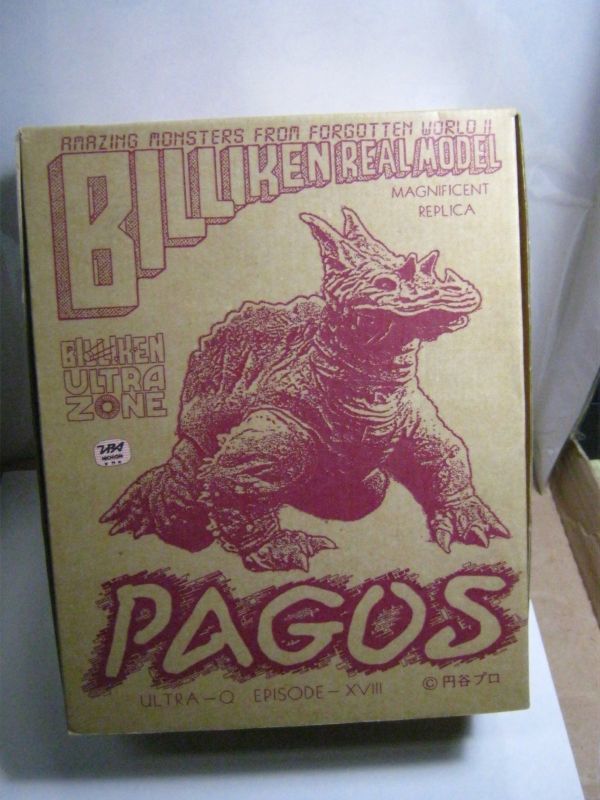 AMAZING MONSTERS FROM FORGOTTEN WORLD II
BILLIKEN REAL MODEL
MAGNIFICENT
REPLICA
BILLIKEN
ULTRA
ZONE
PAGOS
ULTRA-Q EPISODE-XVIII
© 円谷プロ